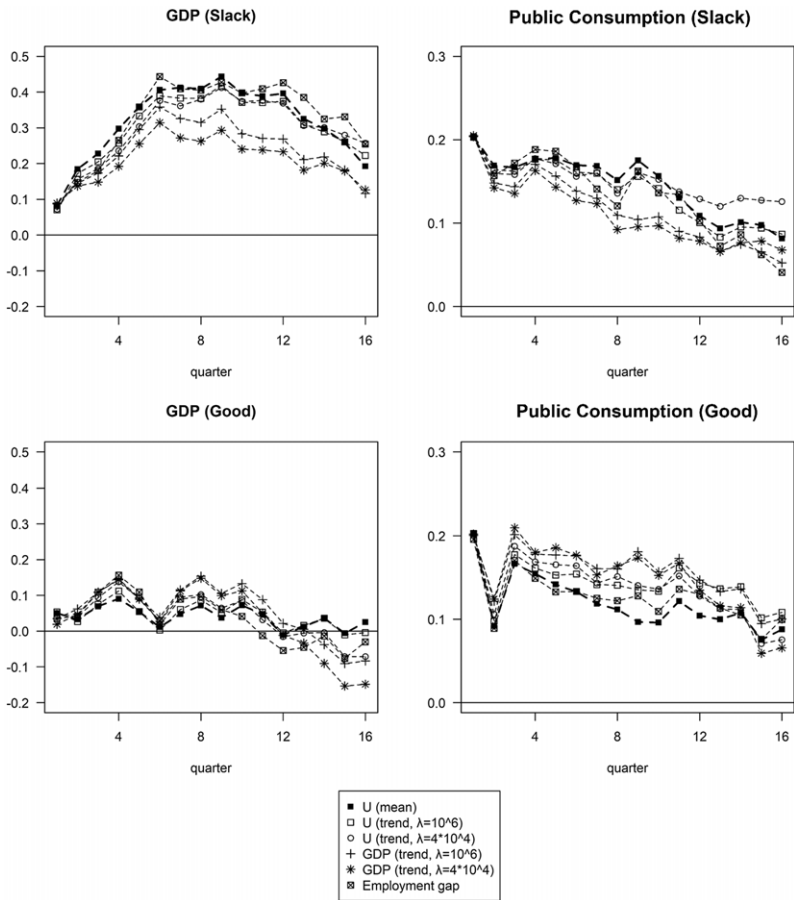 GDP (Slack)
0.5
0.4
0.3
0.2
0.1
0.0
-0.1
-0.2
4 8 12 16
quarter
Public Consumption (Slack)
0.3
0.2
0.1
0.0
4 8 12 16
quarter
GDP (Good)
0.5
0.4
0.3
0.2
0.1
0.0
-0.1
-0.2
4 8 12 16
quarter
Public Consumption (Good)
0.3
0.2
0.1
0.0
4 8 12 16
quarter
U (mean)
U (trend, λ=10^6)
U (trend, λ=4*10^4)
GDP (trend, λ=10^6)
GDP (trend, λ=4*10^4)
Employment gap